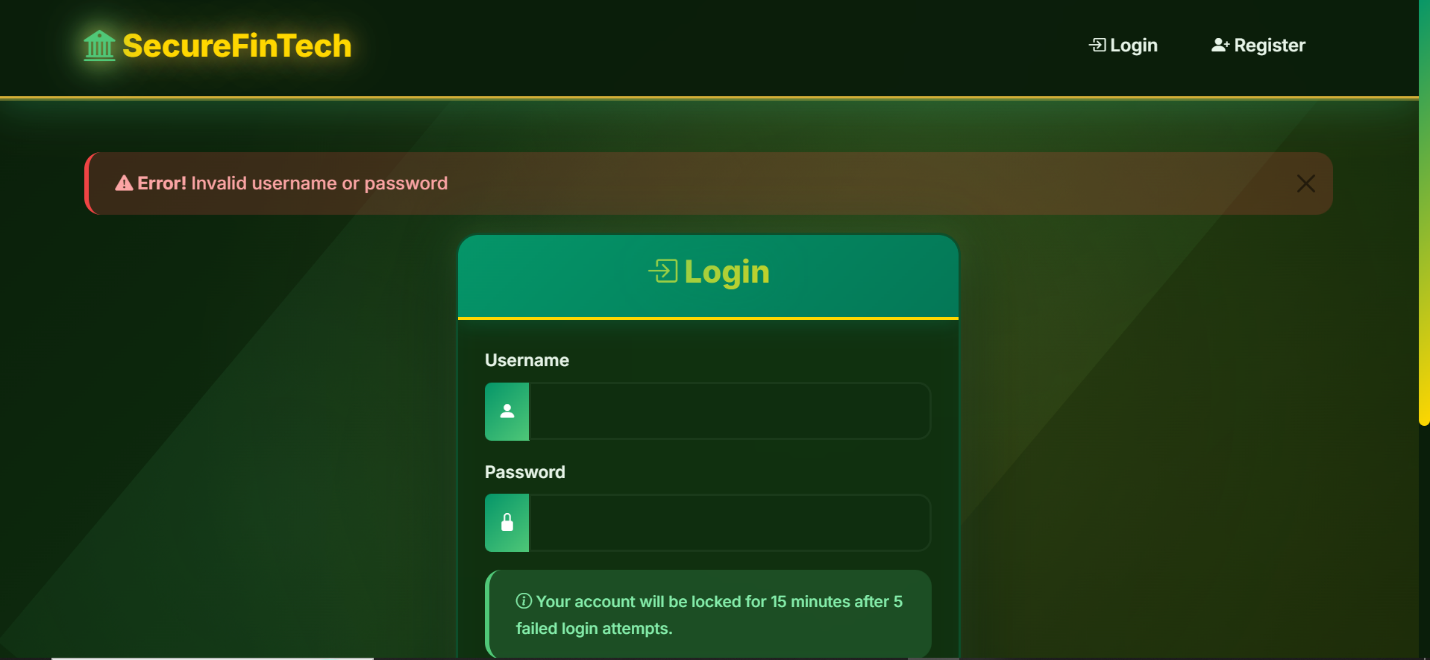 SecureFinTech
Login
Register
Error! Invalid username or password
Login
Username
Password
Your account will be locked for 15 minutes after 5
failed login attempts.